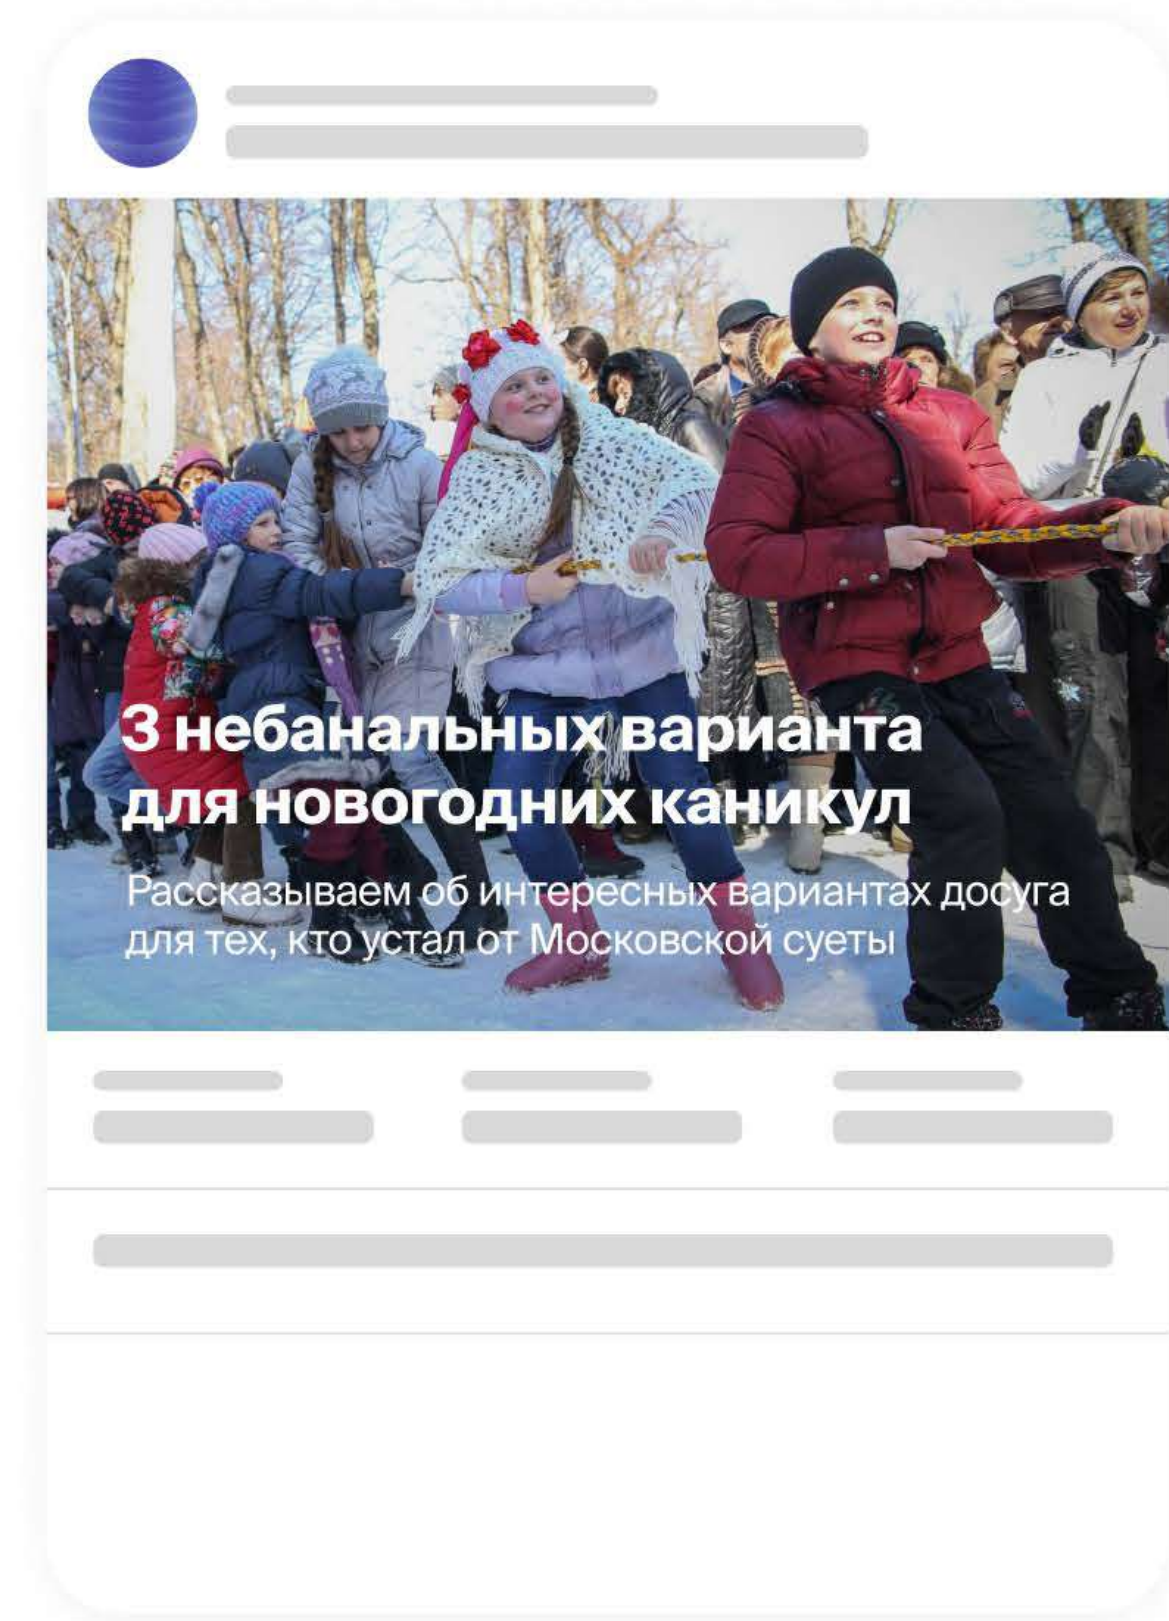 3 небанальных варианта
для новогодних каникул
Рассказываем об интересных вариантах досуга
для тех, кто устал от Московской суеты